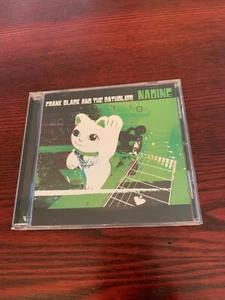 FRANK BLACK AND THE CATHOLICS NADINE